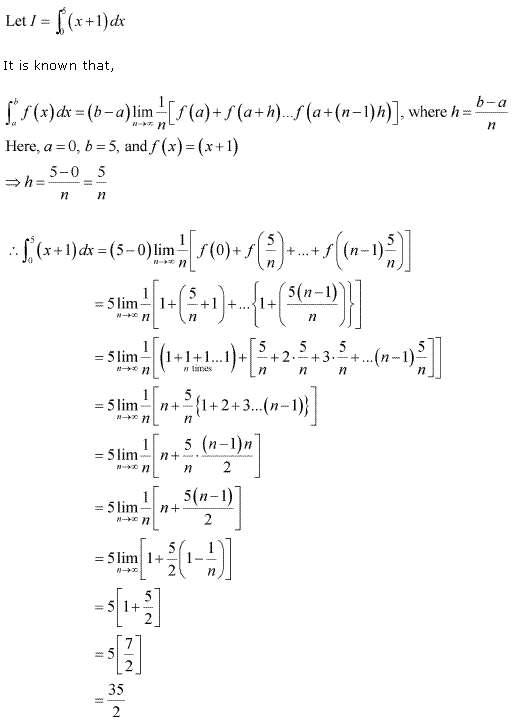 Let I = ∫₀⁵ (x+1) dx
It is known that,
∫ₐᵇ f(x) dx = (b−a) lim_{n→∞} 1/n [f(a) + f(a+h)...f(a+(n−1)h)], where h = (b−a)/n
Here, a = 0, b = 5, and f(x) = (x+1)
⇒ h = (5−0)/n = 5/n
∴ ∫₀⁵ (x+1) dx = (5−0) lim_{n→∞} 1/n [f(0) + f(5/n) + ... + f((n−1) 5/n)]
= 5 lim_{n→∞} 1/n [1 + (5/n + 1) + ...{1 + (5(n−1)/n)}]
= 5 lim_{n→∞} 1/n [(1+1+1...1) n times + [5/n + 2·5/n + 3·5/n + ...(n−1) 5/n]]
= 5 lim_{n→∞} 1/n [n + 5/n {1+2+3...(n−1)}]
= 5 lim_{n→∞} 1/n [n + 5/n · (n−1)n/2]
= 5 lim_{n→∞} 1/n [n + 5(n−1)/2]
= 5 lim_{n→∞} [1 + 5/2 (1 − 1/n)]
= 5 [1 + 5/2]
= 5 [7/2]
= 35/2